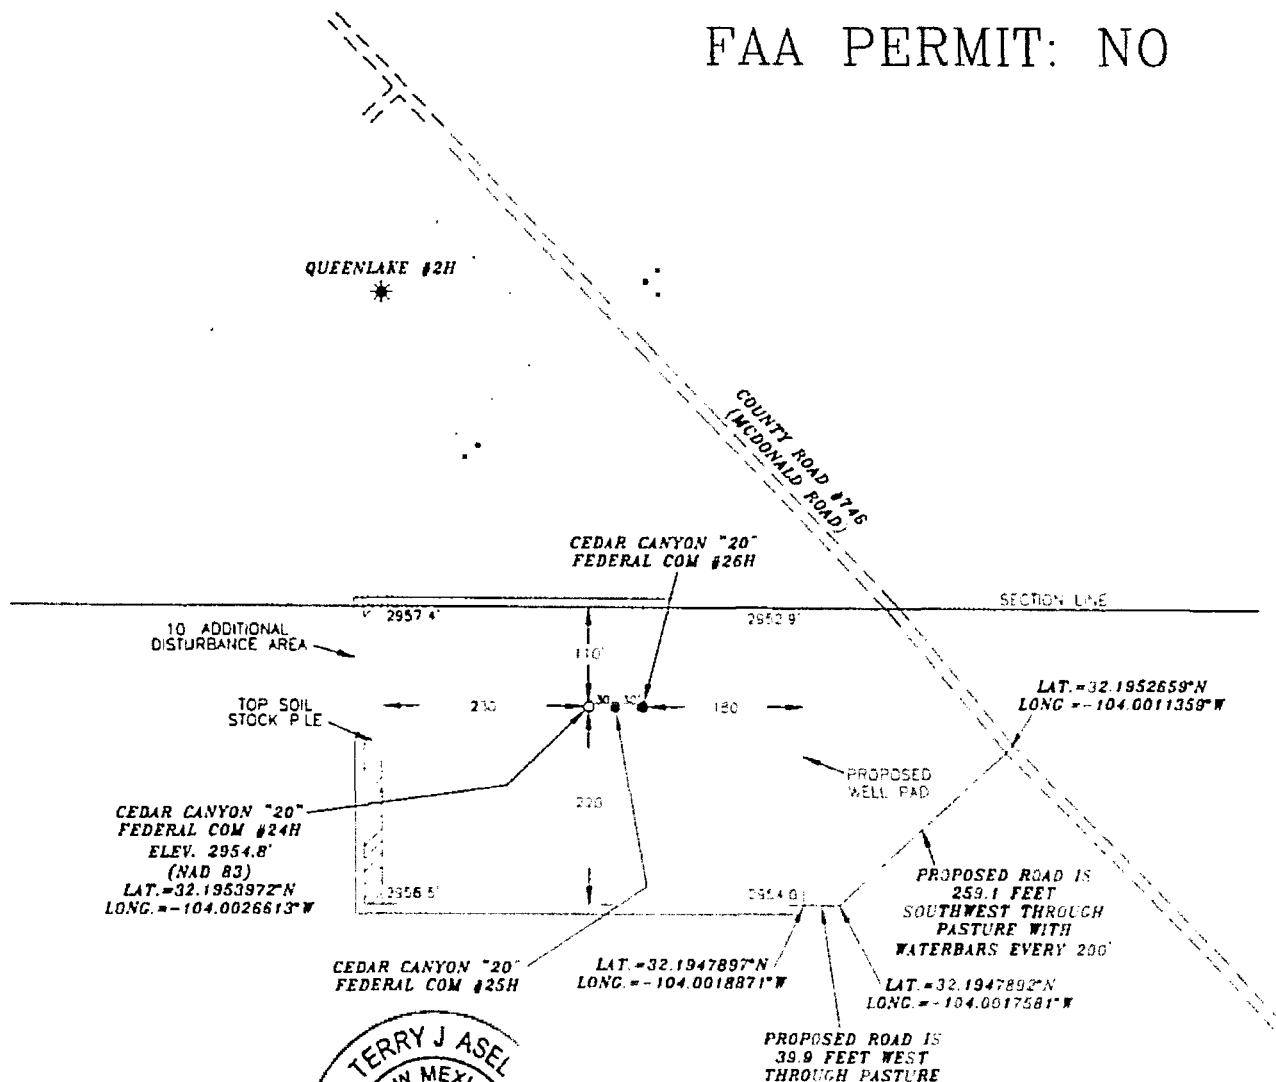 FAA PERMIT: NO
QUEENLAKE #2H
COUNTY ROAD #746
(MCDONALD ROAD)
CEDAR CANYON "20"
FEDERAL COM #26H
SECTION LINE
2957.4'
2952.9'
10 ADDITIONAL
DISTURBANCE AREA
110'
LAT.=32.1952659°N
LONG =-104.0011359°W
TOP SOIL
STOCK P LE
230
30
30'
180
PROPOSED
WELL PAD
CEDAR CANYON "20"
FEDERAL COM #24H
ELEV. 2954.8'
(NAD 83)
LAT.=32.1953972°N
LONG.=-104.0026613°W
220
2956.5'
2954.0'
PROPOSED ROAD IS
259.1 FEET
SOUTHWEST THROUGH
PASTURE WITH
WATERBARS EVERY 200'
CEDAR CANYON "20"
FEDERAL COM #25H
LAT.=32.1947897°N
LONG.=-104.0018871°W
LAT.=32.1947892°N
LONG.=-104.0017581°W
PROPOSED ROAD IS
39.9 FEET WEST
THROUGH PASTURE
TERRY J ASEL
W MEXI